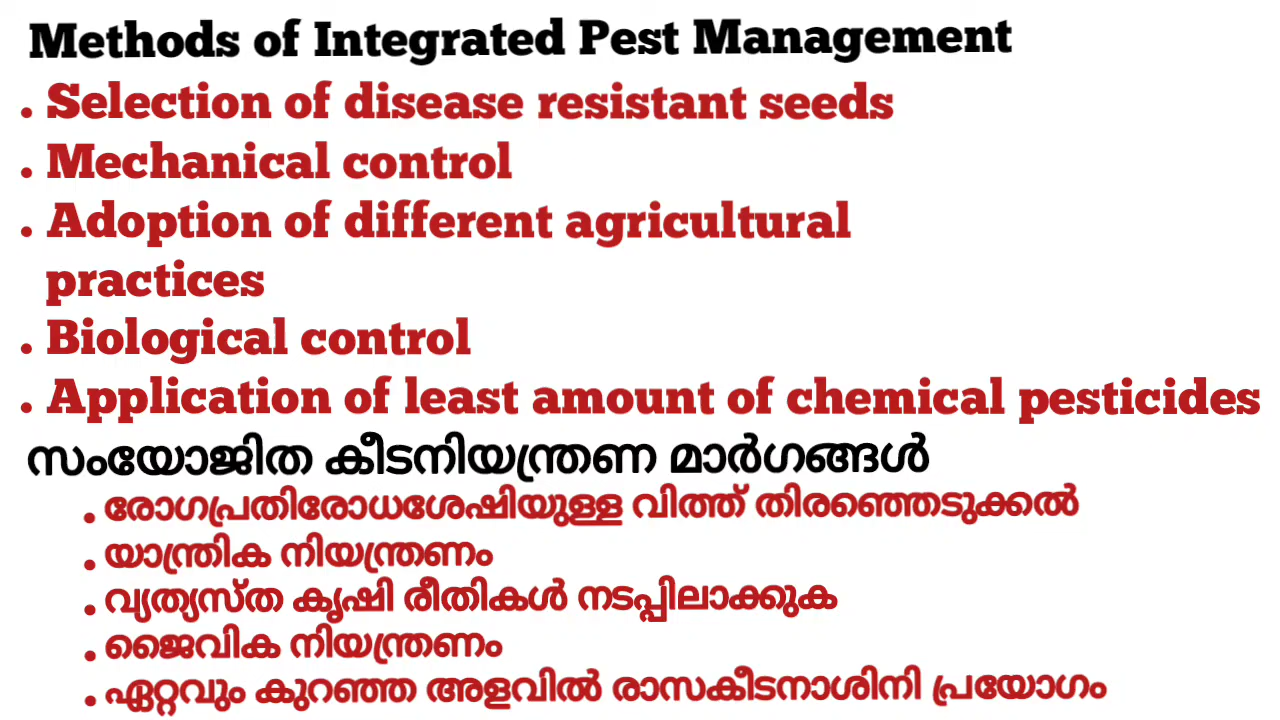 Methods of Integrated Pest Management
. Selection of disease resistant seeds
. Mechanical control
. Adoption of different agricultural
practices
. Biological control
. Application of least amount of chemical pesticides
സംയോജിത കീടനിയന്ത്രണ മാർഗങ്ങൾ
. രോഗപ്രതിരോധശേഷിയുള്ള വിത്ത് തിരഞ്ഞെടുക്കൽ
. യാന്ത്രിക നിയന്ത്രണം
. വ്യത്യസ്ത കൃഷി രീതികൾ നടപ്പിലാക്കുക
. ജൈവിക നിയന്ത്രണം
. ഏറ്റവും കുറഞ്ഞ അളവിൽ രാസകീടനാശിനി പ്രയോഗം